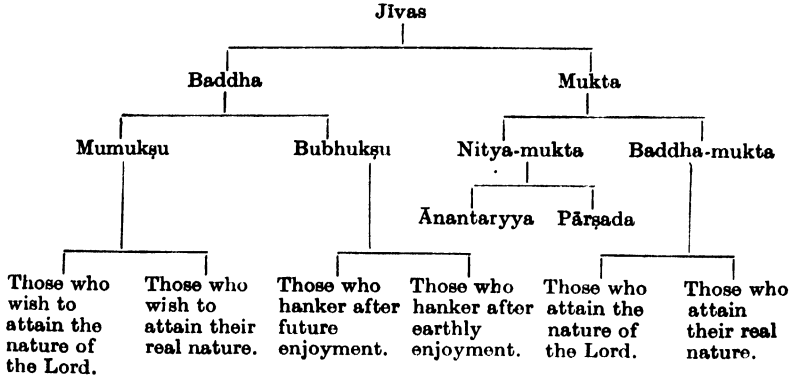 Jīvas
Baddha
Mukta
Mumukṣu
Bubhukṣu
Nitya-mukta
Baddha-mukta
Ānantaryya
Pārṣada
Those who
wish to
attain the
nature of
the Lord.
Those who
wish to
attain their
real nature.
Those who
hanker after
future
enjoyment.
Those who
hanker after
earthly
enjoyment.
Those who
attain the
nature of
the Lord.
Those who
attain
their real
nature.